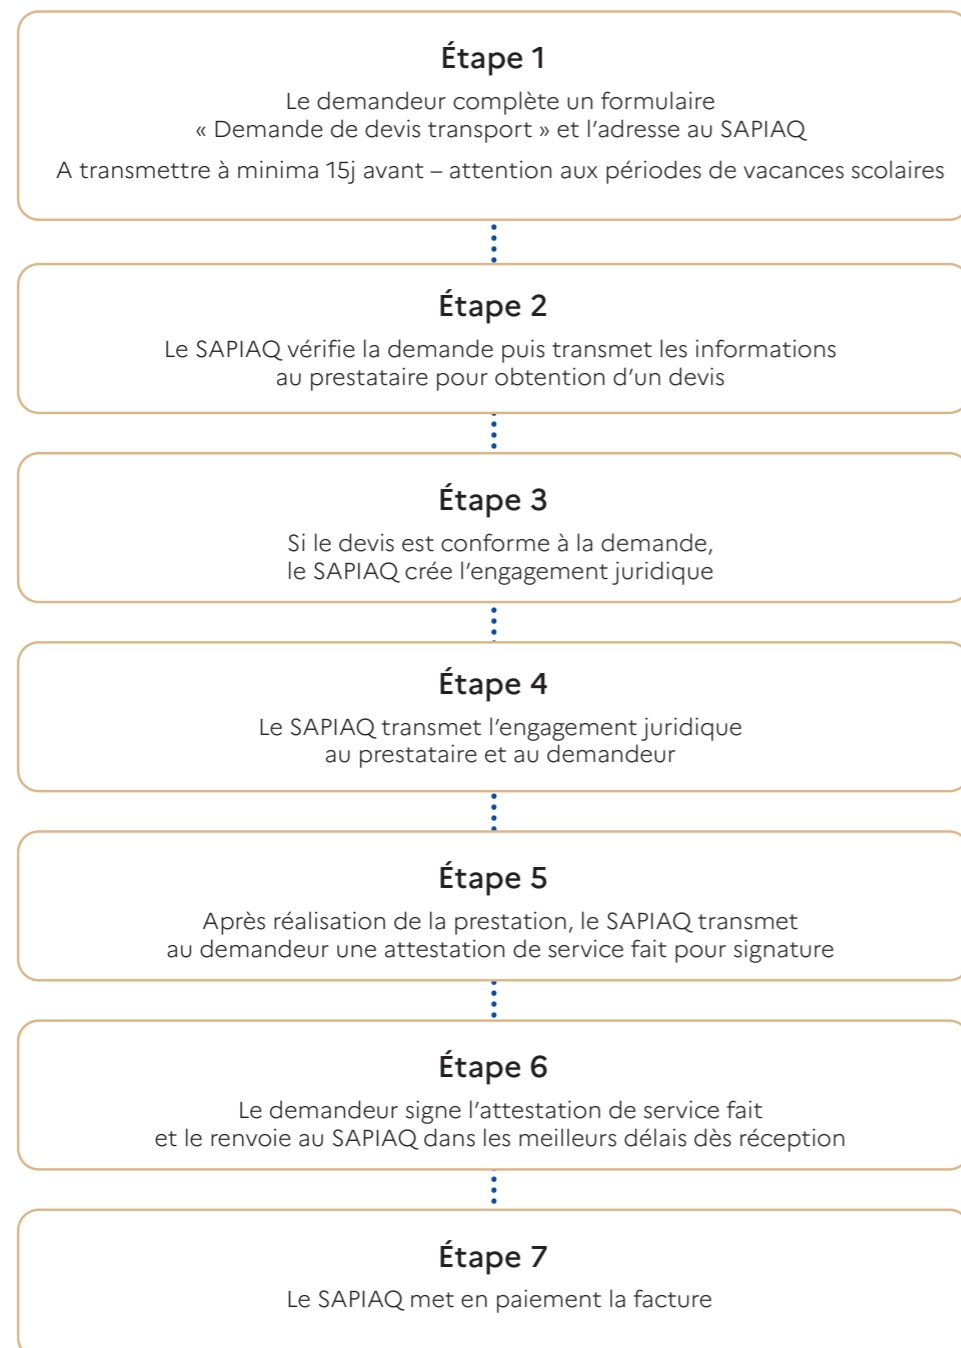 Étape 1
Le demandeur complète un formulaire
« Demande de devis transport » et l’adresse au SAPIAQ
A transmettre à minima 15j avant – attention aux périodes de vacances scolaires
Étape 2
Le SAPIAQ vérifie la demande puis transmet les informations
au prestataire pour obtention d’un devis
Étape 3
Si le devis est conforme à la demande,
le SAPIAQ crée l’engagement juridique
Étape 4
Le SAPIAQ transmet l’engagement juridique
au prestataire et au demandeur
Étape 5
Après réalisation de la prestation, le SAPIAQ transmet
au demandeur une attestation de service fait pour signature
Étape 6
Le demandeur signe l’attestation de service fait
et le renvoie au SAPIAQ dans les meilleurs délais dès réception
Étape 7
Le SAPIAQ met en paiement la facture